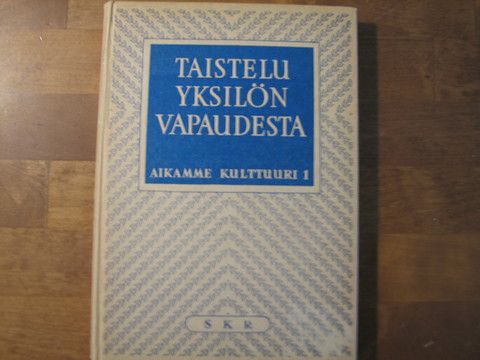 TAISTELU
YKSILÖN
VAPAUDESTA
AIKAMME KULTTUURI 1
SKR